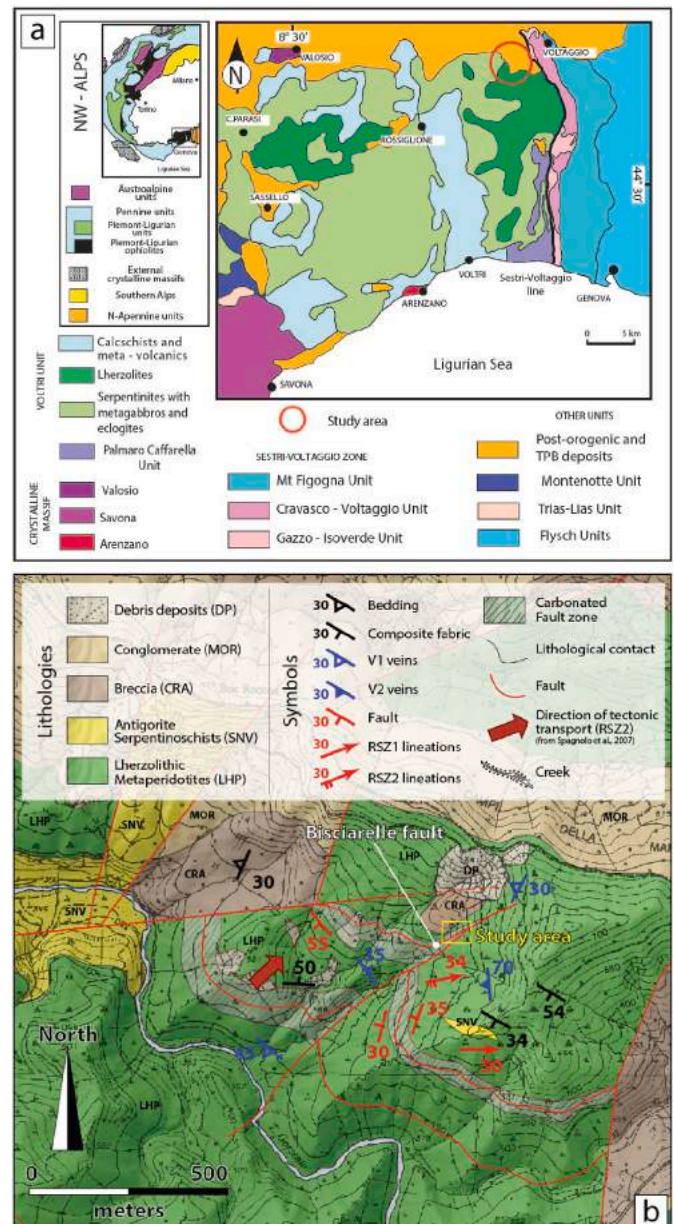 a
8° 30'
NW - ALPS
Milano
Torino
Genova
Ligurian Sea
Austroalpine
units
Pennine units
Piemont-Ligurian
units
Piemont-Ligurian
ophiolites
External
crystalline massifs
Southern Alps
N-Apennine units
N
VALOSIO
VOLTAGGIO
C.PARASI
ROSSIGLIONE
SASSELLO
44° 30'
VOLTRI
Sestri-Voltaggio
line
GENOVA
ARENZANO
0 5 km
SAVONA
Ligurian Sea
VOLTRI UNIT
Calcschists and
meta - volcanics
Lherzolites
Serpentinites with
metagabbros and
eclogites
Palmaro Caffarella
Unit
CRYSTALLINE
MASSIF
Valosio
Savona
Arenzano
Study area
SESTRI-VOLTAGGIO ZONE
Mt Figogna Unit
Cravasco - Voltaggio Unit
Gazzo - Isoverde Unit
OTHER UNITS
Post-orogenic and
TPB deposits
Montenotte Unit
Trias-Lias Unit
Flysch Units
Lithologies
Debris deposits (DP)
Conglomerate (MOR)
Breccia (CRA)
Antigorite
Serpentinoschists (SNV)
Lherzolithic
Metaperidotites (LHP)
Symbols
30 Bedding
Composite fabric
30 V1 veins
30 V2 veins
30 Fault
30 RSZ1 lineations
30 RSZ2 lineations
Carbonated
Fault zone
Lithological contact
Fault
Direction of tectonic
transport (RSZ2)
(from Spagnolo et al., 2007)
Creek
LHP
SNV
MOR
Bisciarelle fault
LHP
DELLA
MOR
CRA
30
DP
30
SNV
CRA
Study area
LHP
55
50
34
70
35
54
SNV
34
30
30
North
LHP
LHP
CRA
0 500
meters
b